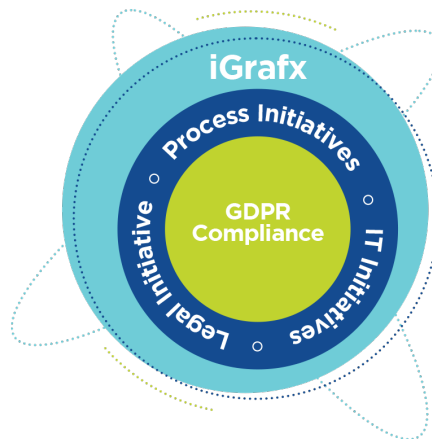 iGrafx
Process Initiatives
GDPR
Compliance
IT Initiatives
Legal Initiative